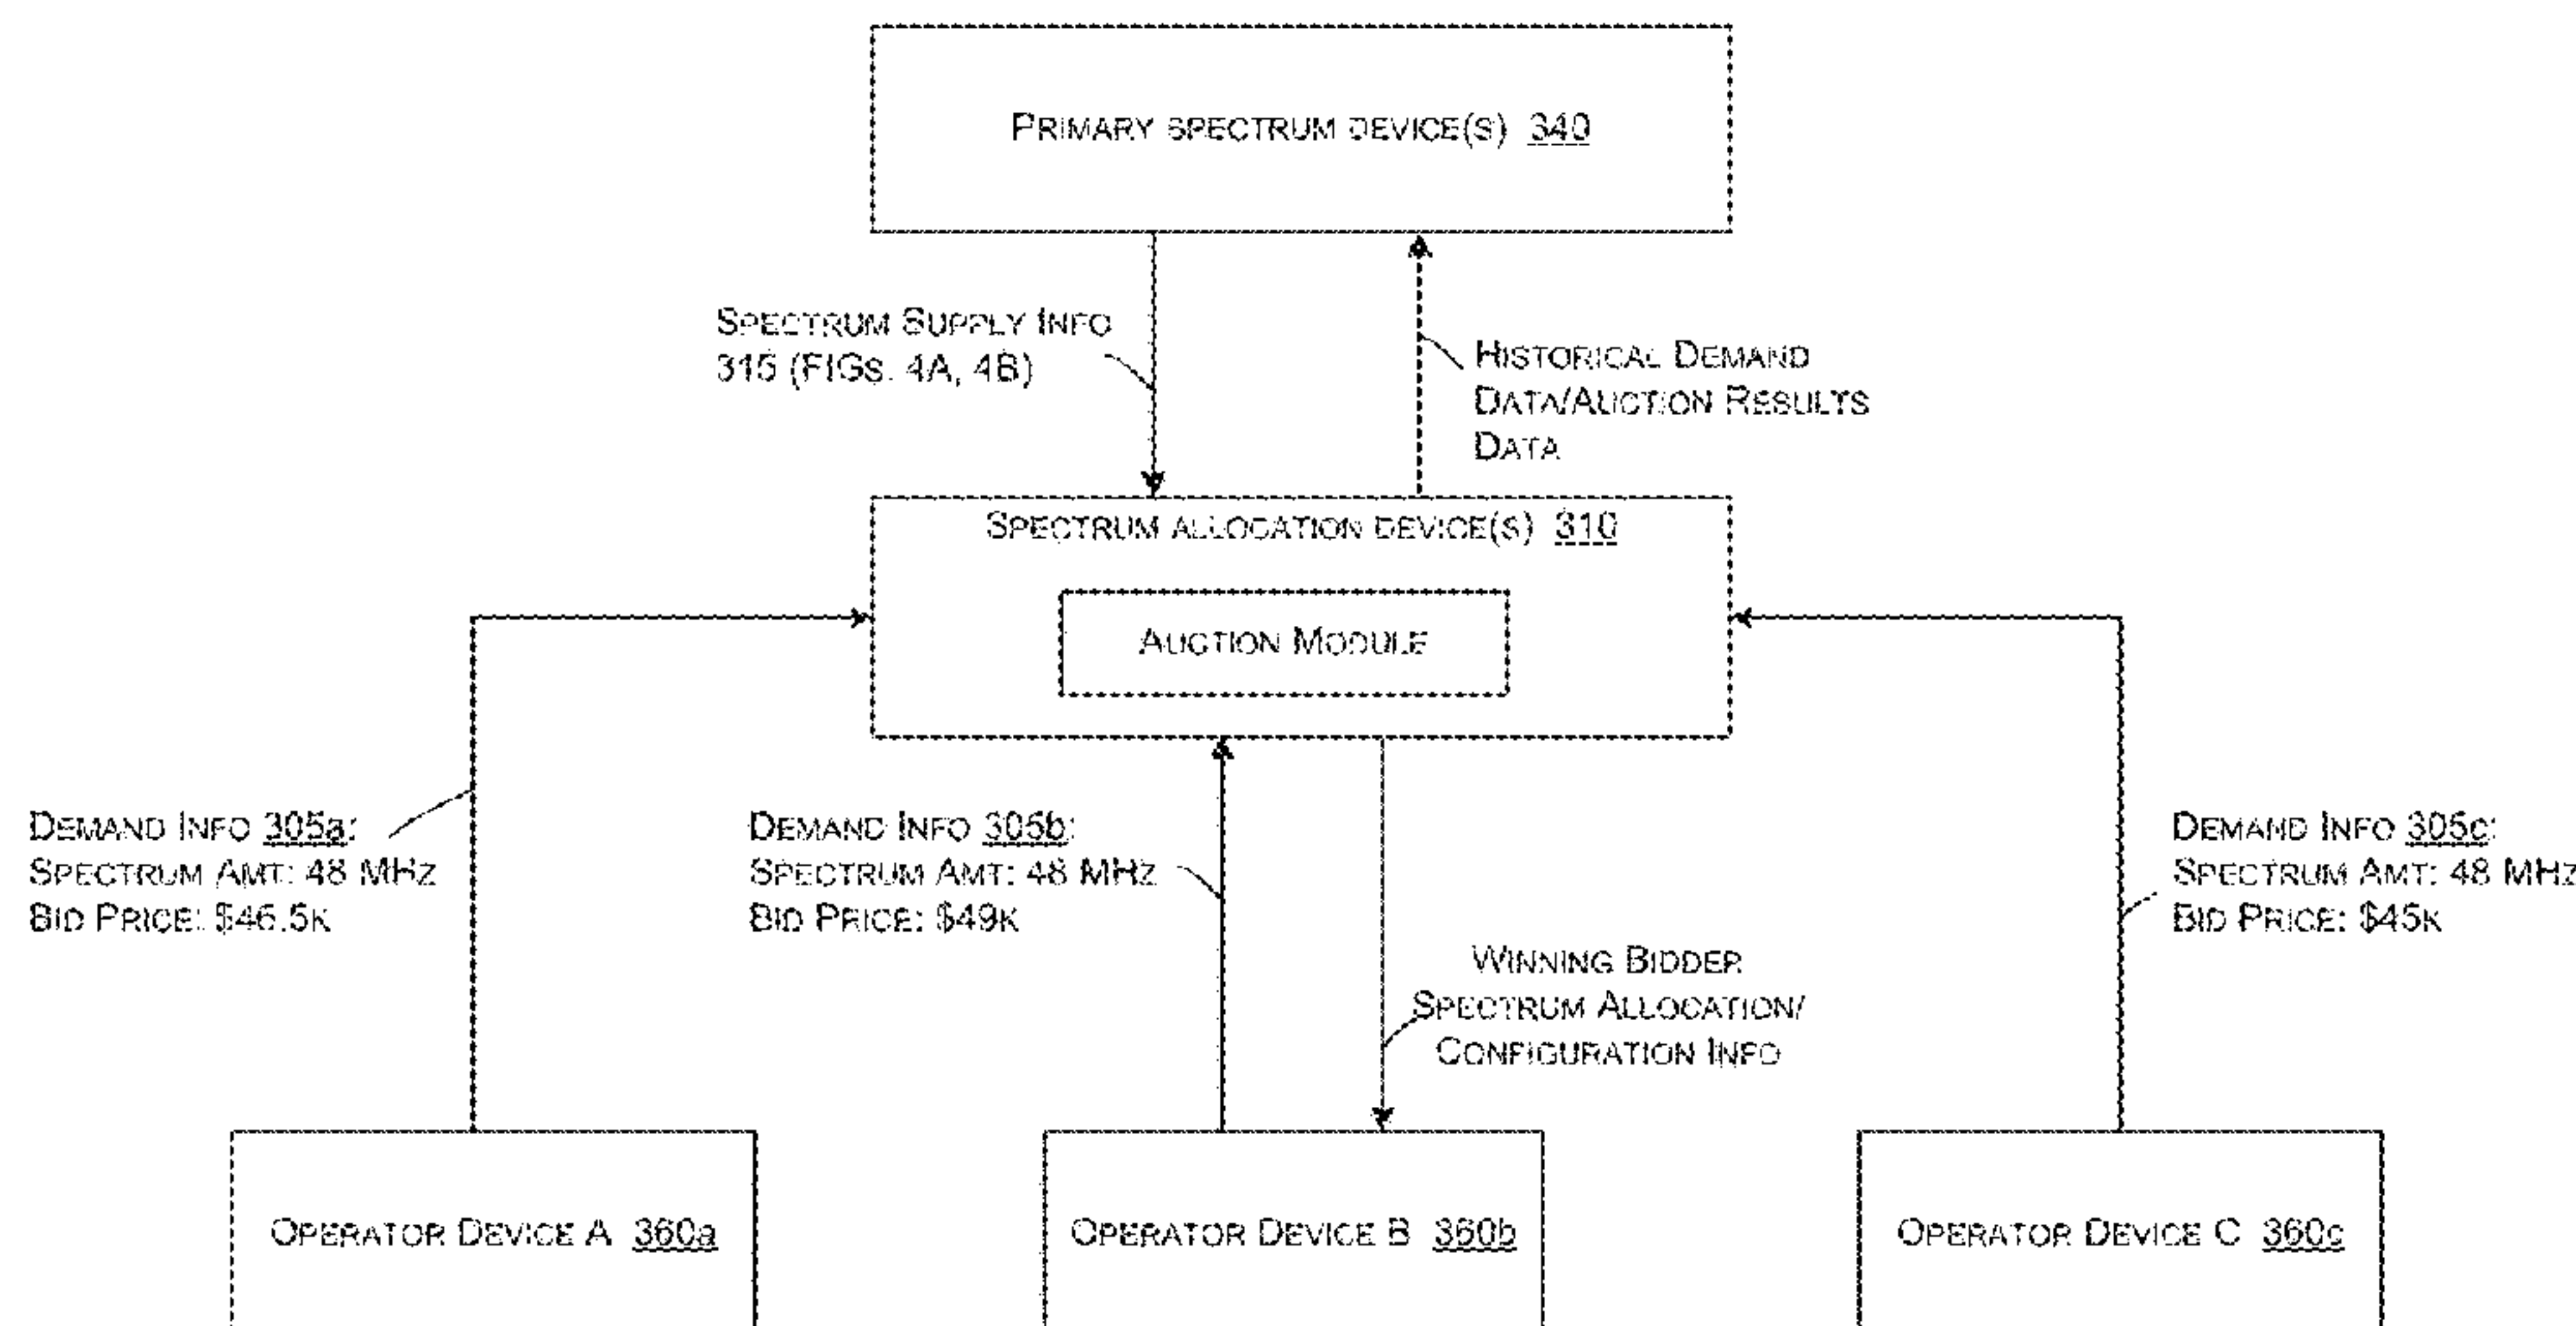 PRIMARY SPECTRUM DEVICE(S) 340
SPECTRUM SUPPLY INFO
315 (FIGS. 4A, 4B)
HISTORICAL DEMAND
DATA/AUCTION RESULTS
DATA
SPECTRUM ALLOCATION DEVICE(S) 310
AUCTION MODULE
DEMAND INFO 305a:
SPECTRUM AMT: 48 MHZ
BID PRICE: $46.5K
DEMAND INFO 305b:
SPECTRUM AMT: 48 MHZ
BID PRICE: $49K
DEMAND INFO 305c:
SPECTRUM AMT: 48 MHZ
BID PRICE: $45K
WINNING BIDDER
SPECTRUM ALLOCATION/
CONFIGURATION INFO
OPERATOR DEVICE A 360a
OPERATOR DEVICE B 360b
OPERATOR DEVICE C 360c